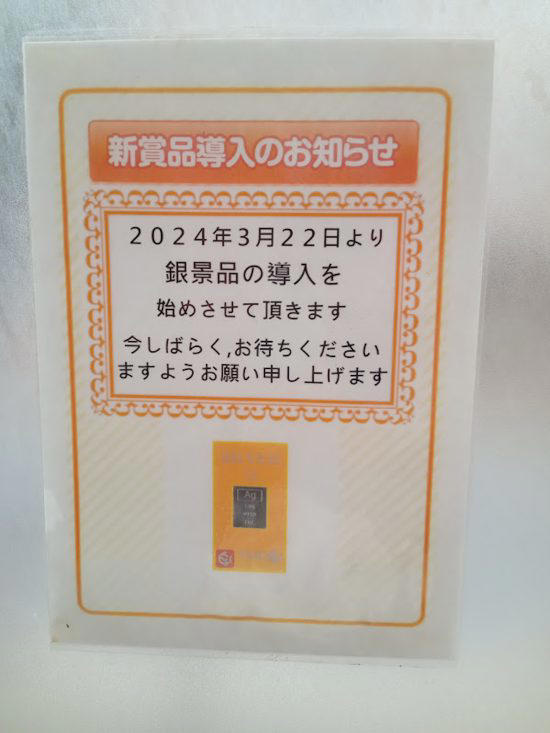 新賞品導入のお知らせ
２０２４年３月２２日より
銀景品の導入を
始めさせて頂きます
今しばらく,お待ちください
ますようお願い申し上げます
Ag